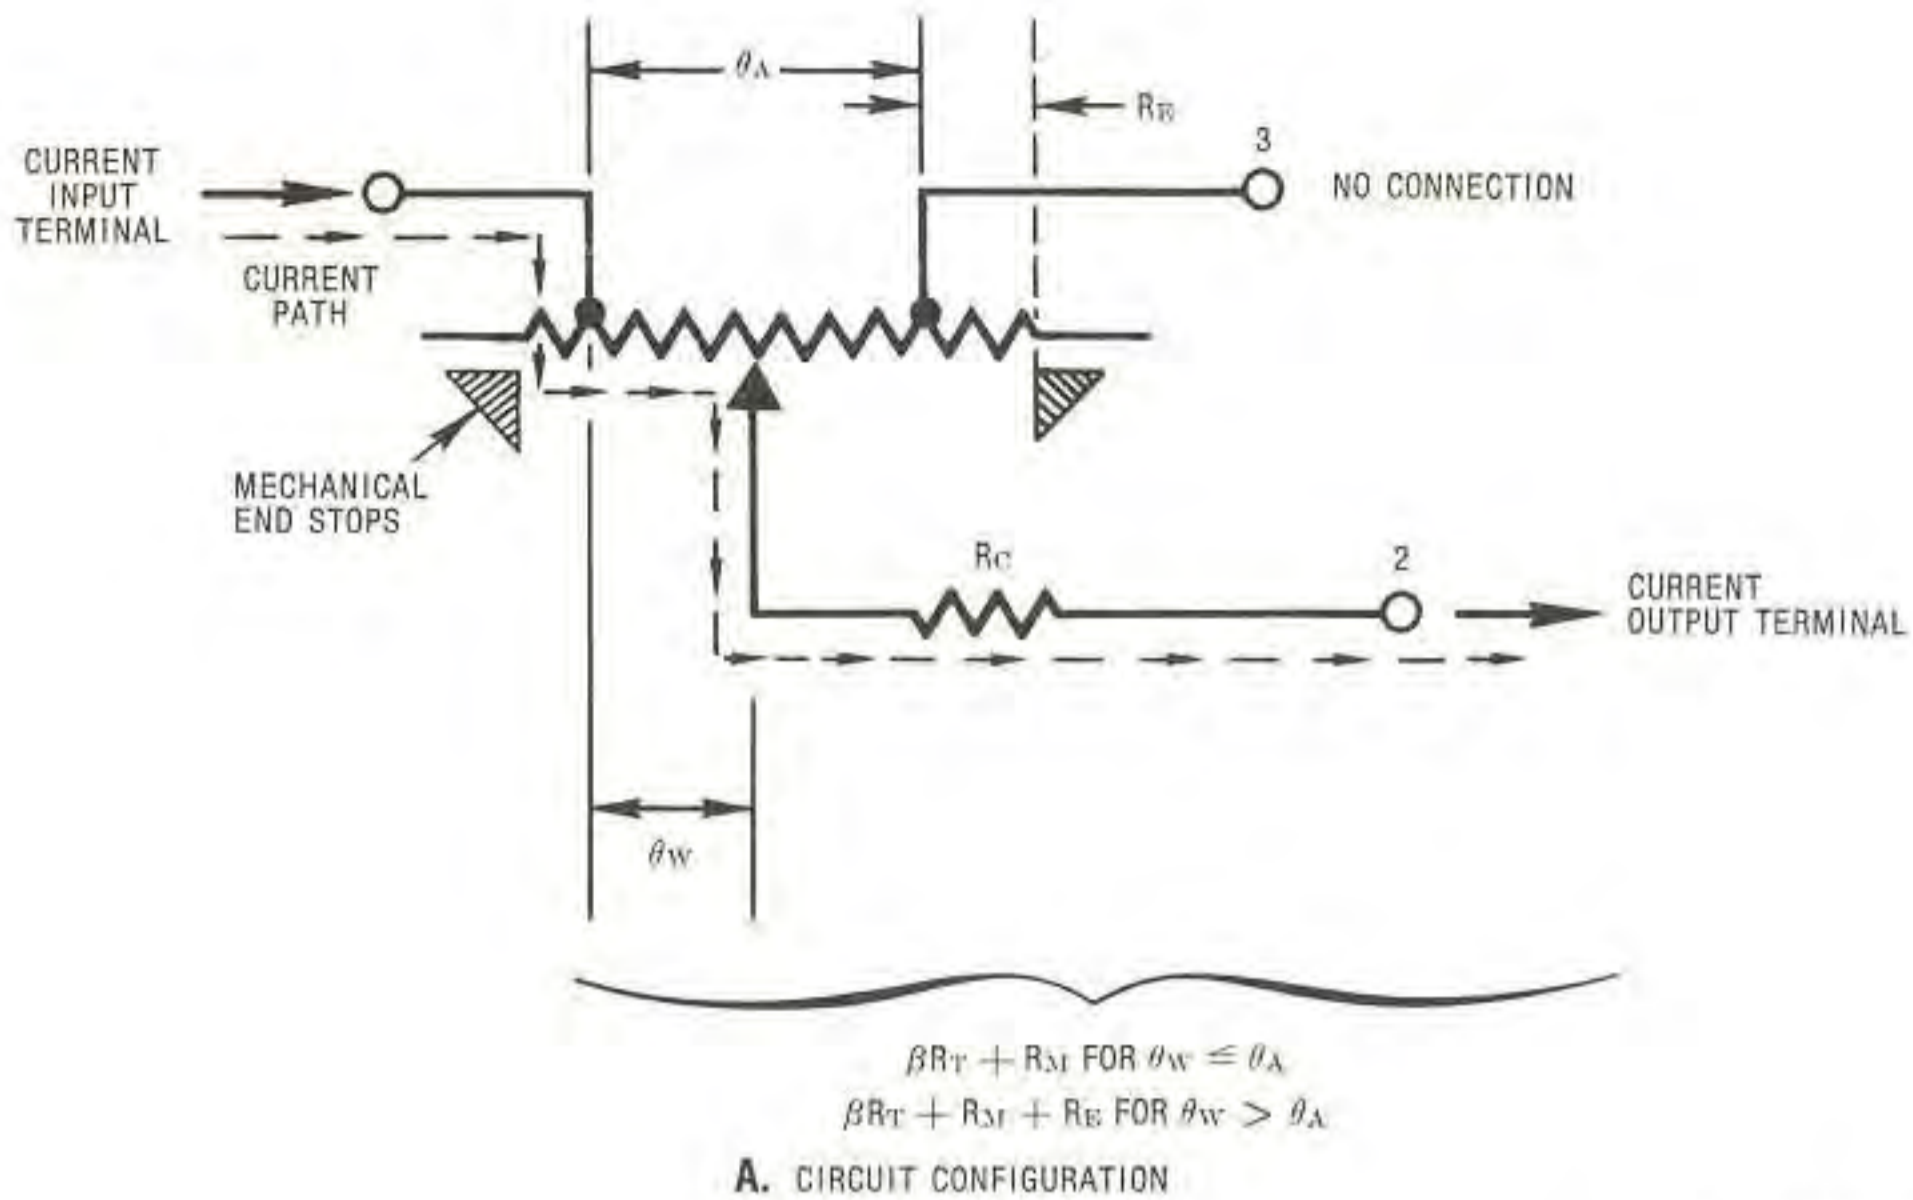 θA
RE
3
CURRENT
INPUT
TERMINAL
NO CONNECTION
CURRENT
PATH
MECHANICAL
END STOPS
RC
2
CURRENT
OUTPUT TERMINAL
θW
βRT + RM FOR θW ≤ θA
βRT + RM + RE FOR θW > θA
A. CIRCUIT CONFIGURATION